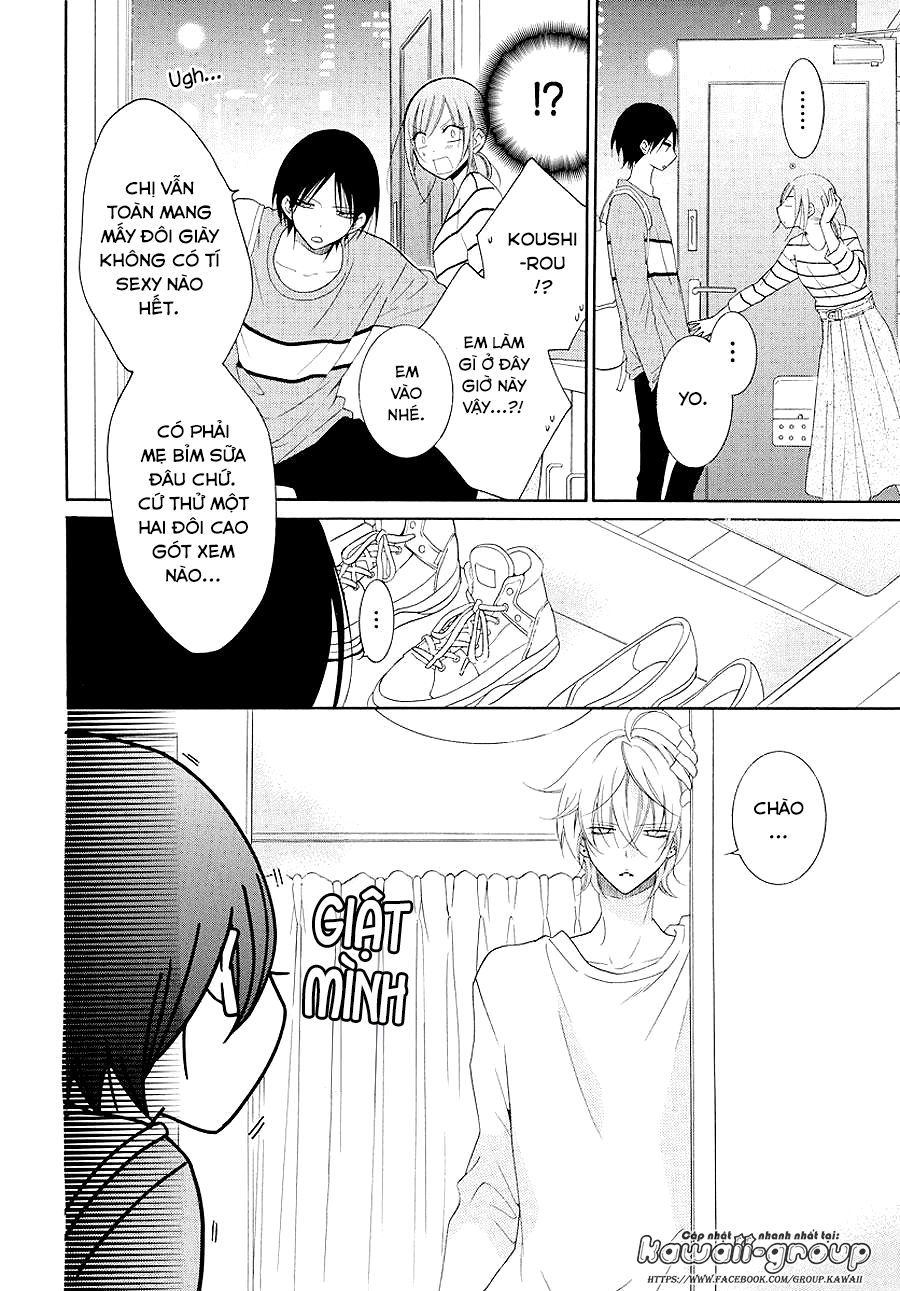 ......
...
YO.
!?
KOUSHI
-ROU
!?
EM LÀM
GÌ Ở ĐÂY
GIỜ NÀY
VẬY...?!
EM
VÀO
NHÉ.
Ugh...
CHỊ VẪN
TOÀN MANG
MẤY ĐÔI GIÀY
KHÔNG CÓ TÍ
SEXY NÀO
HẾT.
CÓ PHẢI
MẸ BỈM SỮA
ĐÂU CHỨ.
CỨ THỬ MỘT
HAI ĐÔI CAO
GÓT XEM
NÀO...
...
CHÀO
...
GIẬT
MÌNH
Cập nhật nhanh nhất tại:
kawaii-group
HTTPS://WWW.FACEBOOK.COM/GROUP.KAWAII